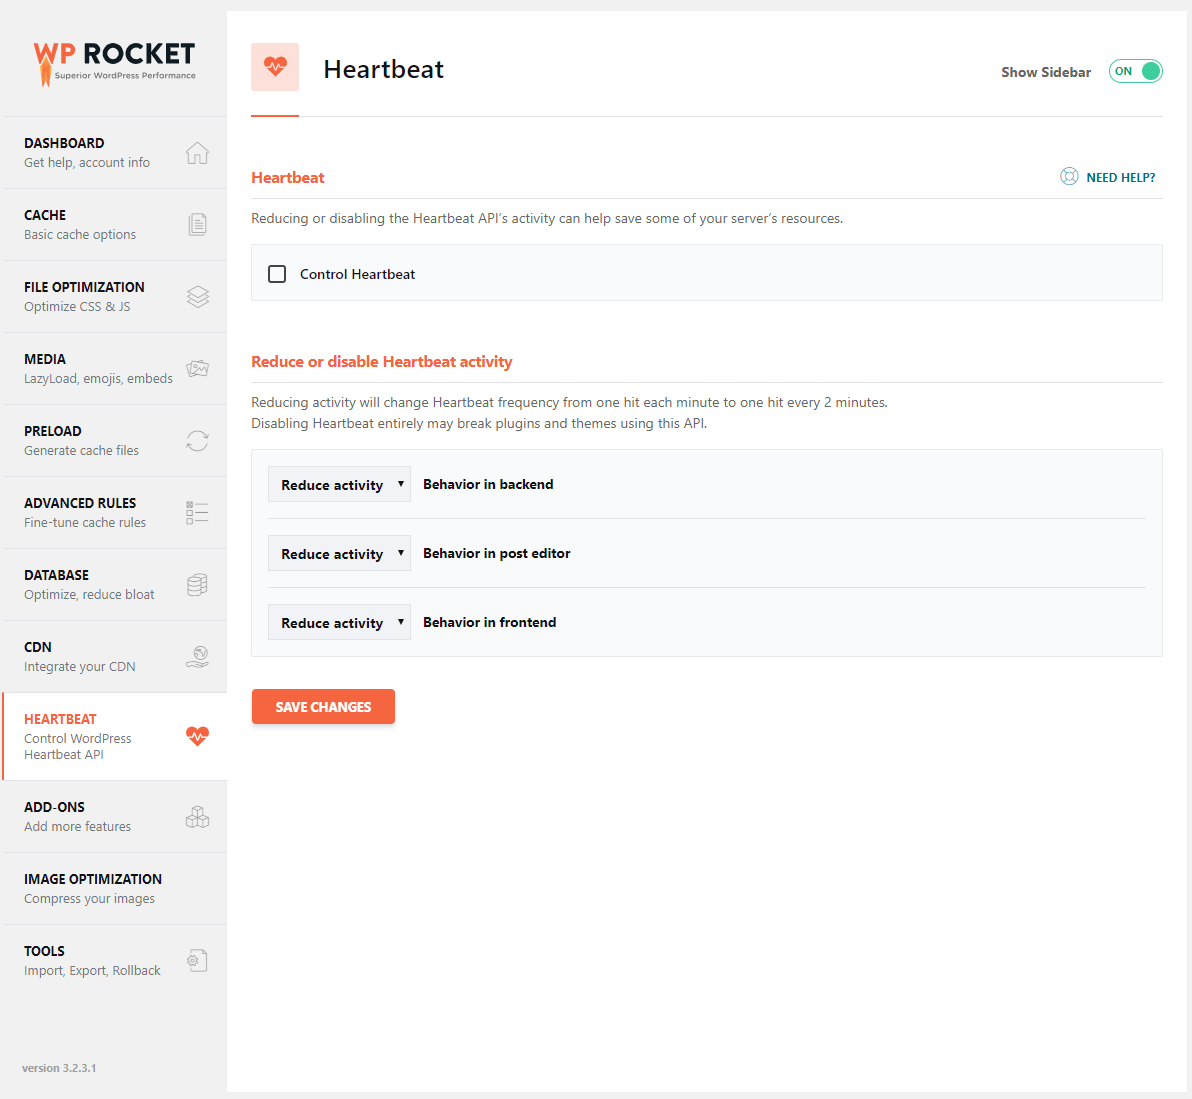 WP ROCKET
Superior WordPress Performance
DASHBOARD
Get help, account info
CACHE
Basic cache options
FILE OPTIMIZATION
Optimize CSS & JS
MEDIA
LazyLoad, emojis, embeds
PRELOAD
Generate cache files
ADVANCED RULES
Fine-tune cache rules
DATABASE
Optimize, reduce bloat
CDN
Integrate your CDN
HEARTBEAT
Control WordPress
Heartbeat API
ADD-ONS
Add more features
IMAGE OPTIMIZATION
Compress your images
TOOLS
Import, Export, Rollback
version 3.2.3.1
Heartbeat
Show Sidebar ON
Heartbeat
NEED HELP?
Reducing or disabling the Heartbeat API’s activity can help save some of your server’s resources.
Control Heartbeat
Reduce or disable Heartbeat activity
Reducing activity will change Heartbeat frequency from one hit each minute to one hit every 2 minutes.
Disabling Heartbeat entirely may break plugins and themes using this API.
Reduce activity Behavior in backend
Reduce activity Behavior in post editor
Reduce activity Behavior in frontend
SAVE CHANGES